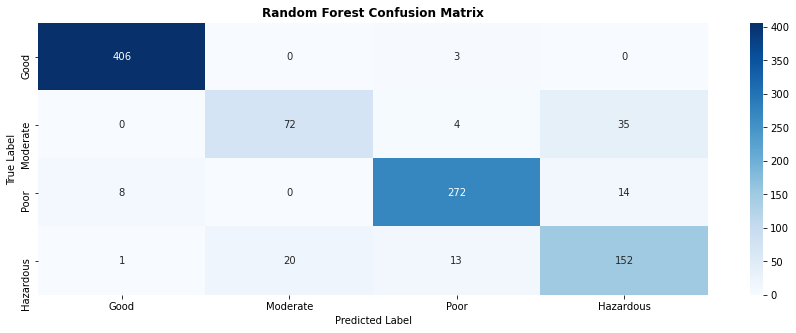 Random Forest Confusion Matrix
True Label
Good
406
0
3
0
Moderate
0
72
4
35
Poor
8
0
272
14
Hazardous
1
20
13
152
Good
Moderate
Poor
Hazardous
Predicted Label
400
350
300
250
200
150
100
50
0